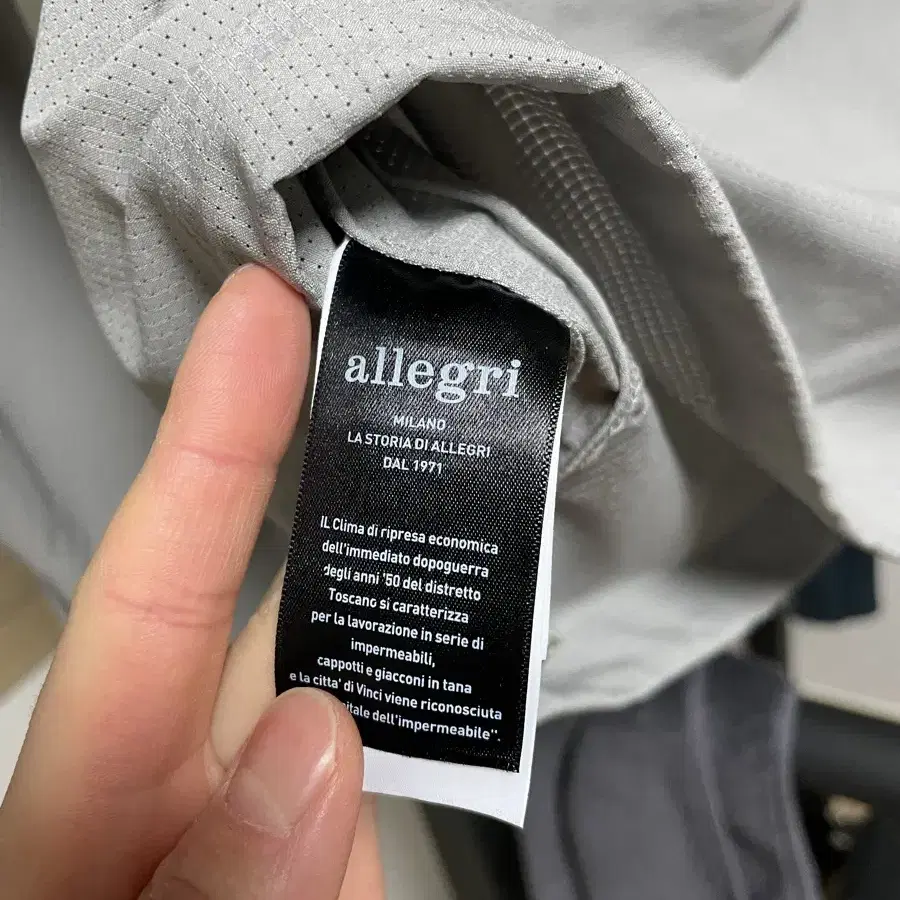 allegri
MILANO
LA STORIA DI ALLEGRI
DAL 1971
IL Clima di ripresa economica
dell'immediato dopoguerra
degli anni '50 del distretto
Toscano si caratterizza
per la lavorazione in serie di
impermeabili,
cappotti e giacconi in tana
e la citta' di Vinci viene riconosciuta
dell'impermeabile".